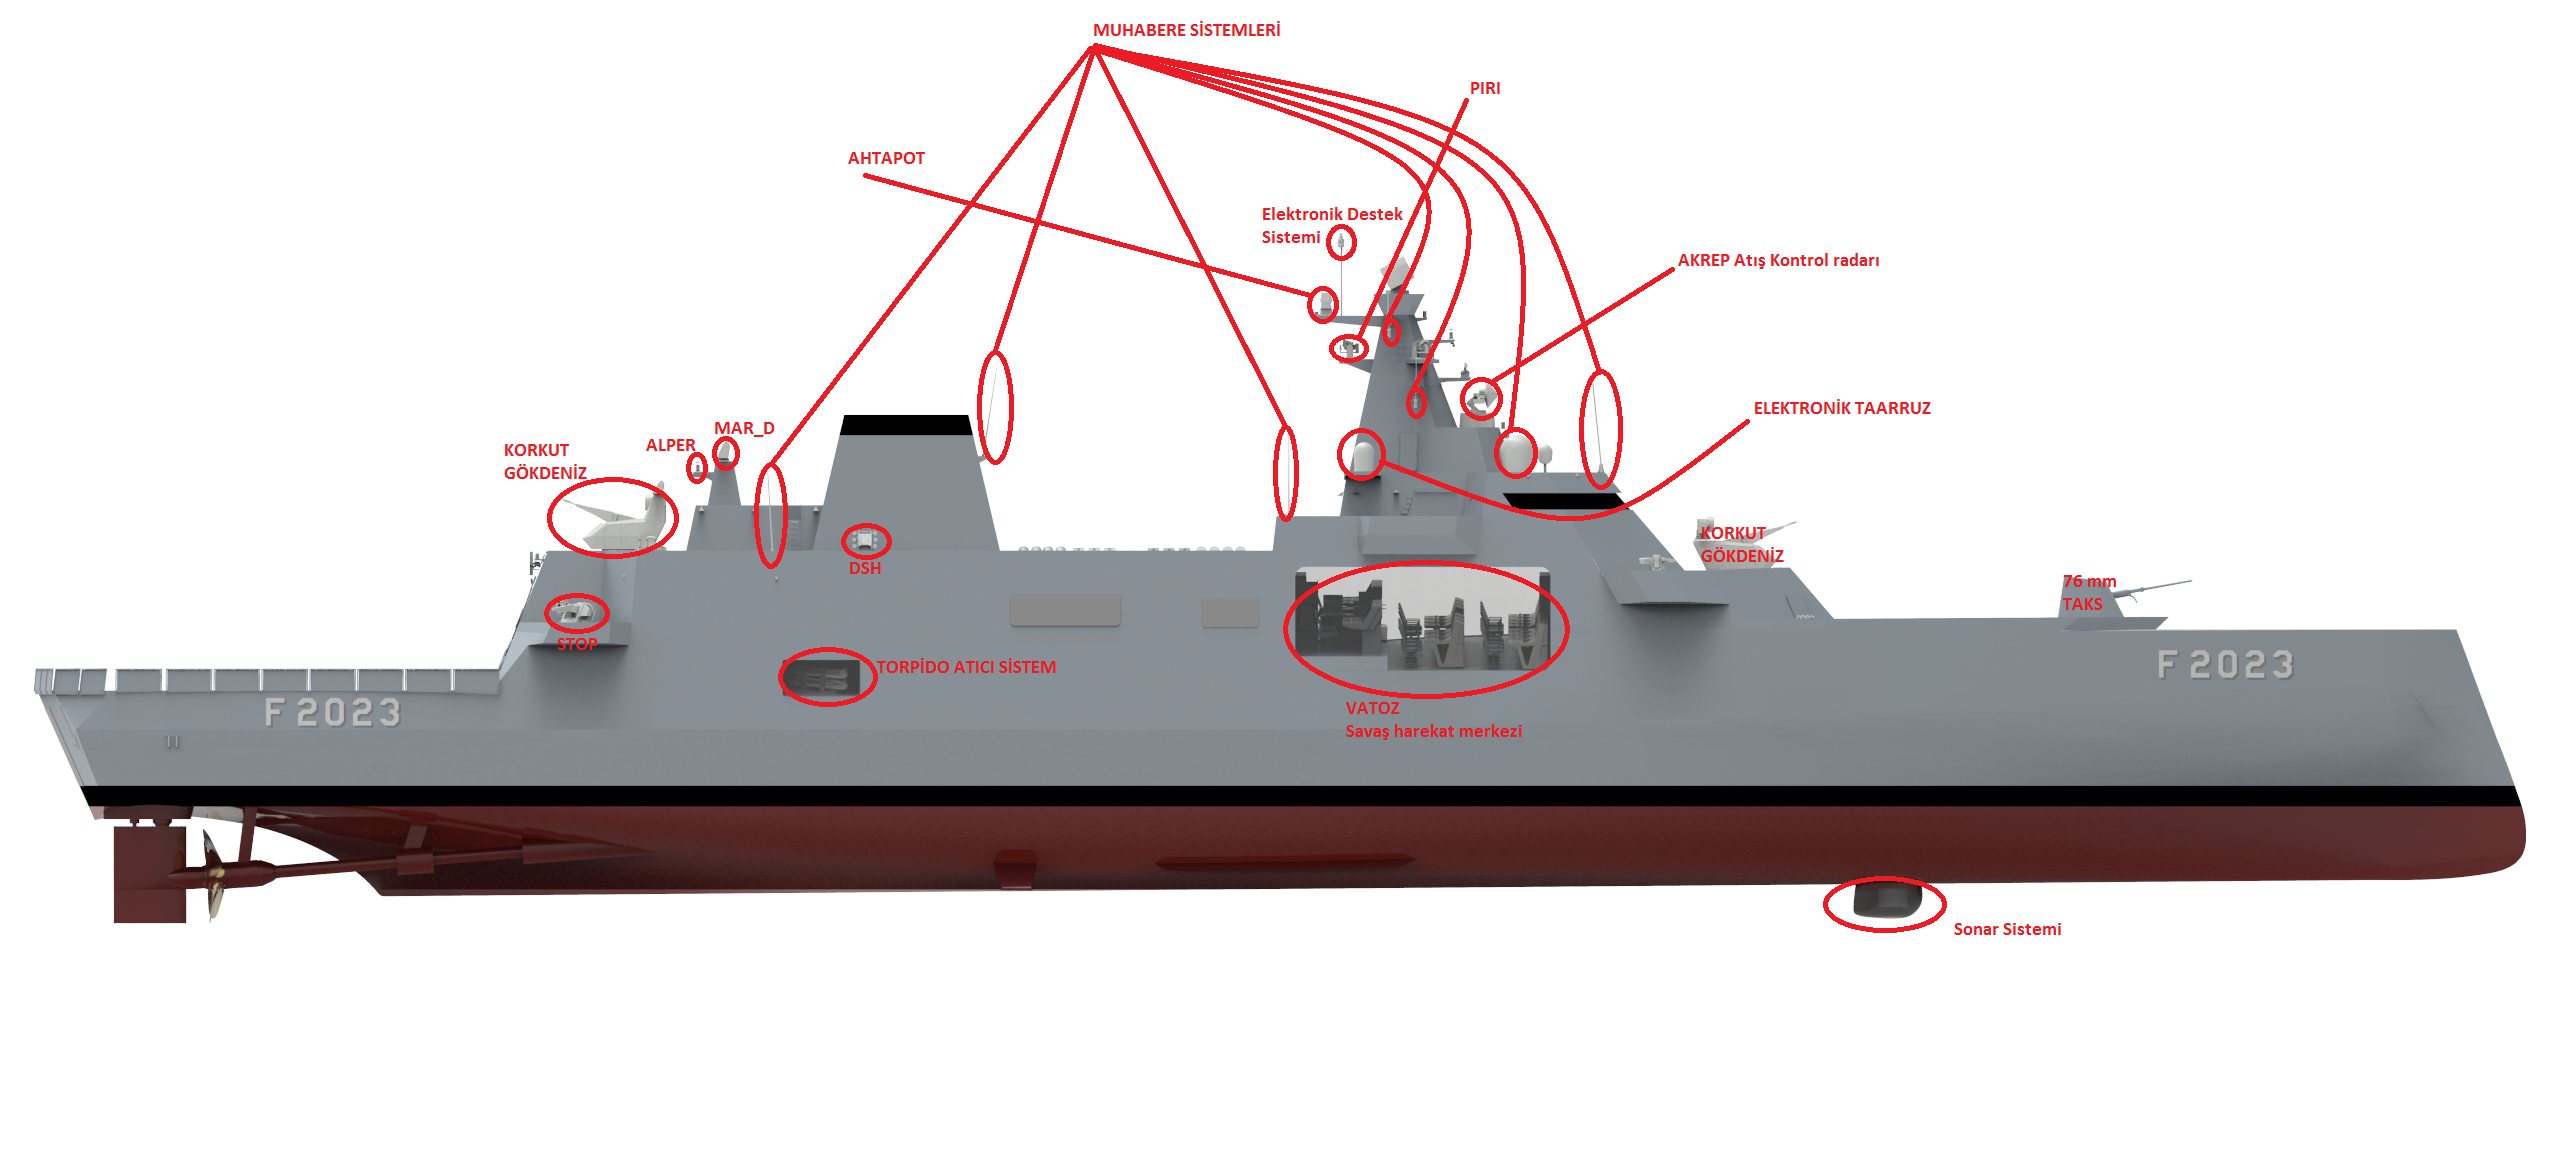 MUHABERE SİSTEMLERİ
PIRI
AHTAPOT
Elektronik Destek
Sistemi
AKREP Atış Kontrol radarı
ELEKTRONİK TAARRUZ
MAR_D
ALPER
KORKUT
GÖKDENİZ
KORKUT
GÖKDENİZ
DSH
76 mm
TAKS
STOP
TORPİDO ATICI SİSTEM
F 2023
F 2023
VATOZ
Savaş harekat merkezi
Sonar Sistemi